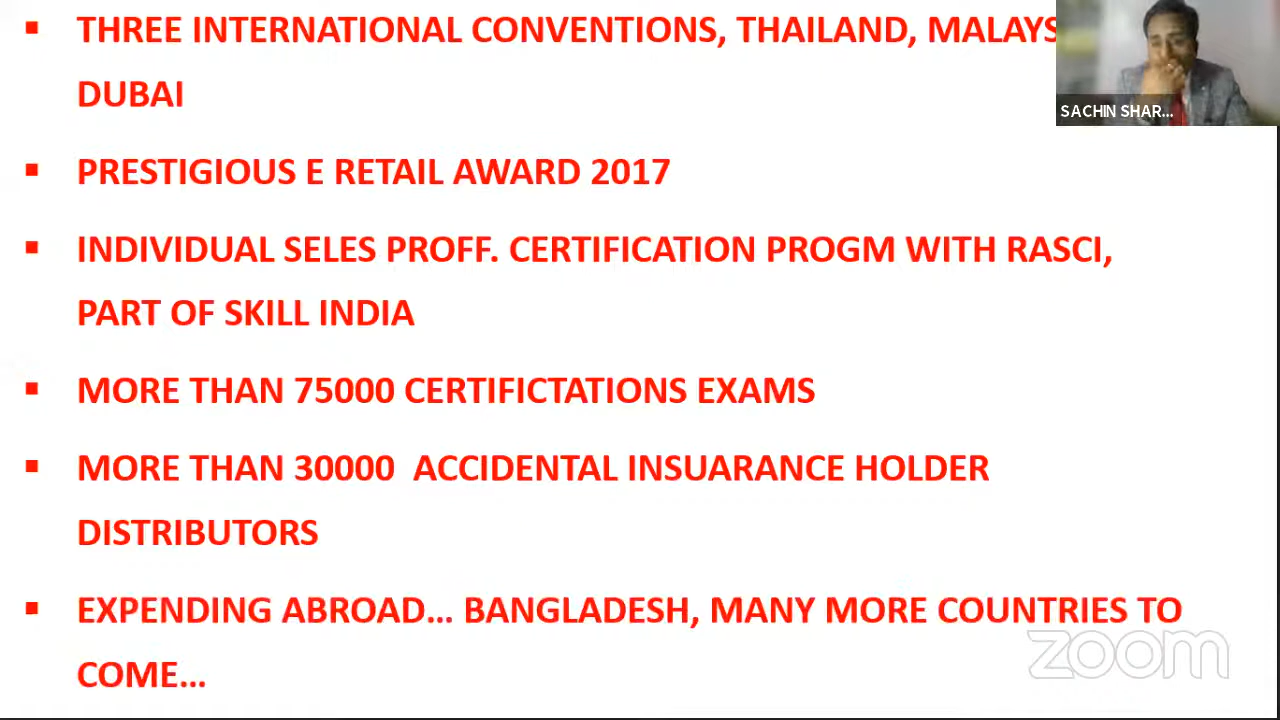 ▪ THREE INTERNATIONAL CONVENTIONS, THAILAND, MALAYS
DUBAI
▪ PRESTIGIOUS E RETAIL AWARD 2017
▪ INDIVIDUAL SELES PROFF. CERTIFICATION PROGM WITH RASCI,
PART OF SKILL INDIA
▪ MORE THAN 75000 CERTIFICTATIONS EXAMS
▪ MORE THAN 30000 ACCIDENTAL INSUARANCE HOLDER
DISTRIBUTORS
▪ EXPENDING ABROAD... BANGLADESH, MANY MORE COUNTRIES TO
COME...
SACHIN SHAR...
zoom